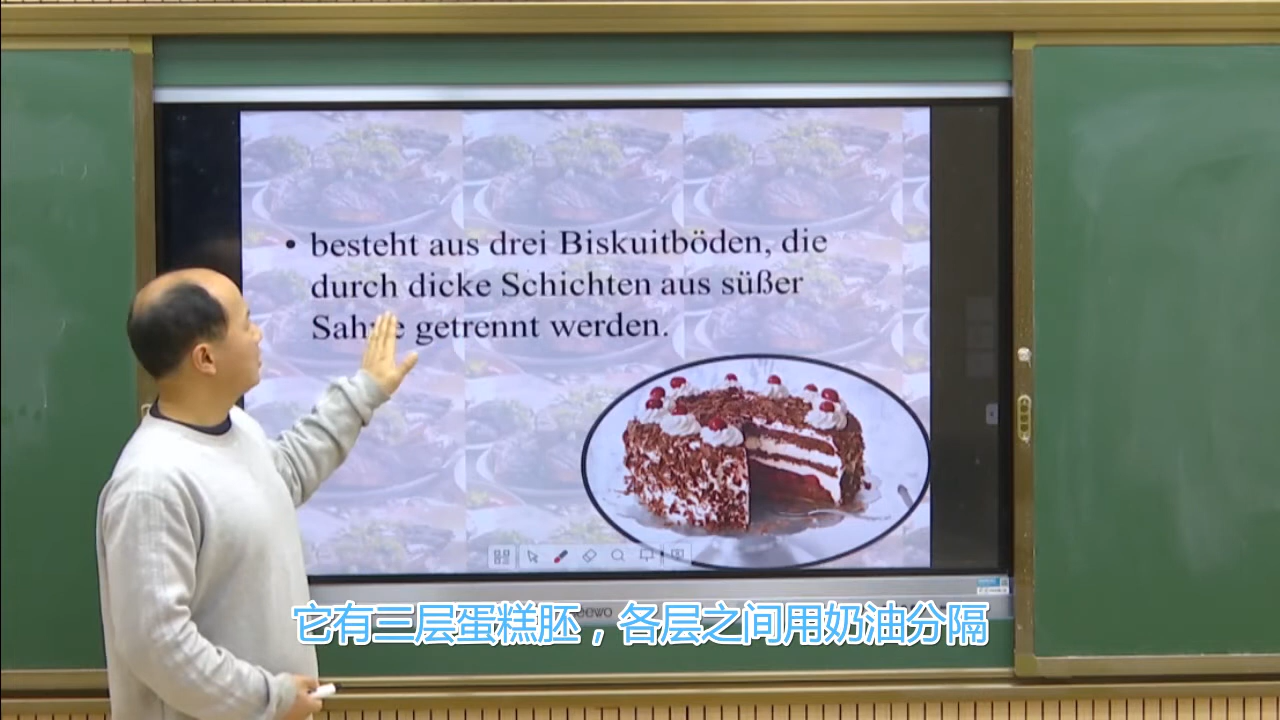 • besteht aus drei Biskuitböden, die
durch dicke Schichten aus süßer
Sahne getrennt werden.
它有三层蛋糕胚，各层之间用奶油分隔